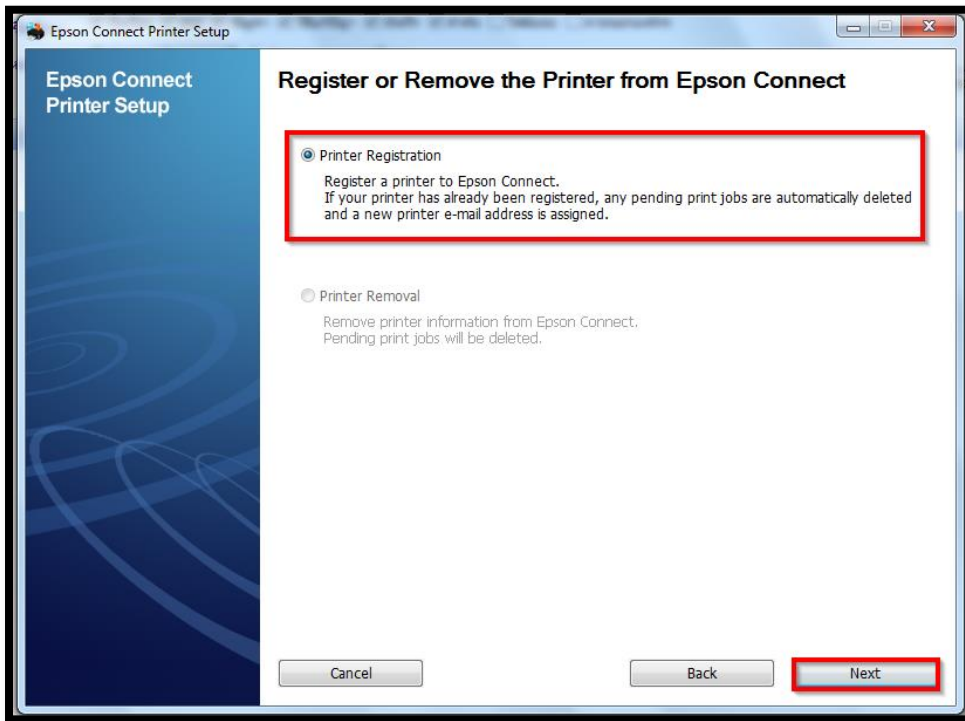 Epson Connect Printer Setup
Epson Connect
Printer Setup
Register or Remove the Printer from Epson Connect
Printer Registration
Register a printer to Epson Connect.
If your printer has already been registered, any pending print jobs are automatically deleted
and a new printer e-mail address is assigned.
Printer Removal
Remove printer information from Epson Connect.
Pending print jobs will be deleted.
Cancel
Back
Next